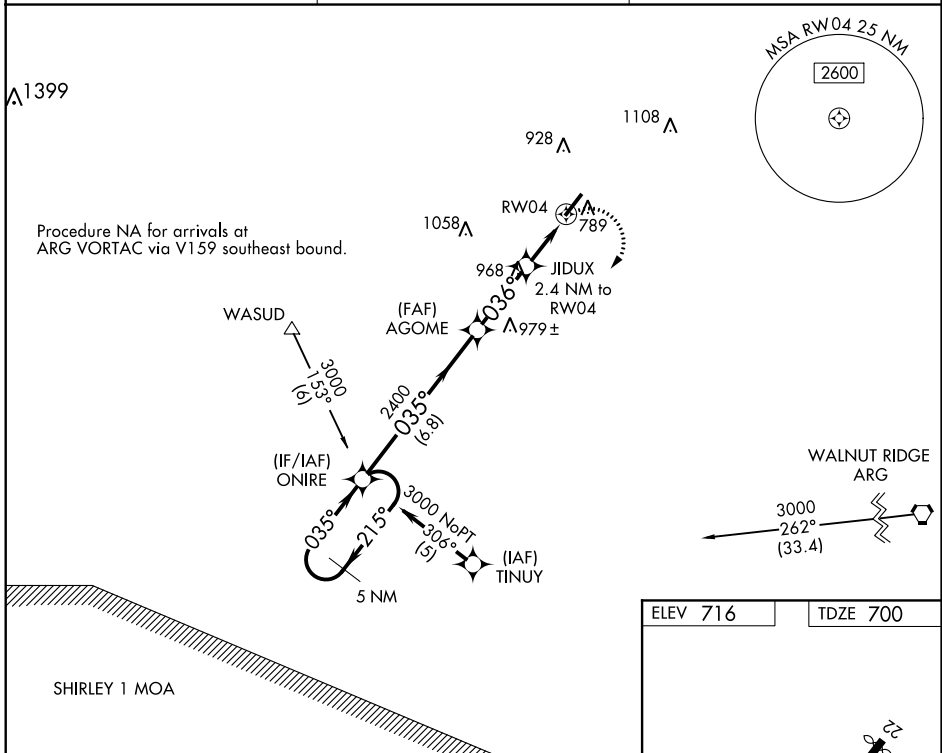 MSA RW04 25 NM
2600
1399
1108
928
RW04
789
1058
Procedure NA for arrivals at
ARG VORTAC via V159 southeast bound.
968
JIDUX
2.4 NM to
RW04
036°
(FAF)
AGOME
979±
WASUD
3000
153°
(6)
2400
035°
(6.8)
(IF/IAF)
ONIRE
WALNUT RIDGE
ARG
3000
262°
(33.4)
3000 NoPT
306°
(5)
035°
215°
(IAF)
TINUY
5 NM
ELEV 716
TDZE 700
SHIRLEY 1 MOA
22